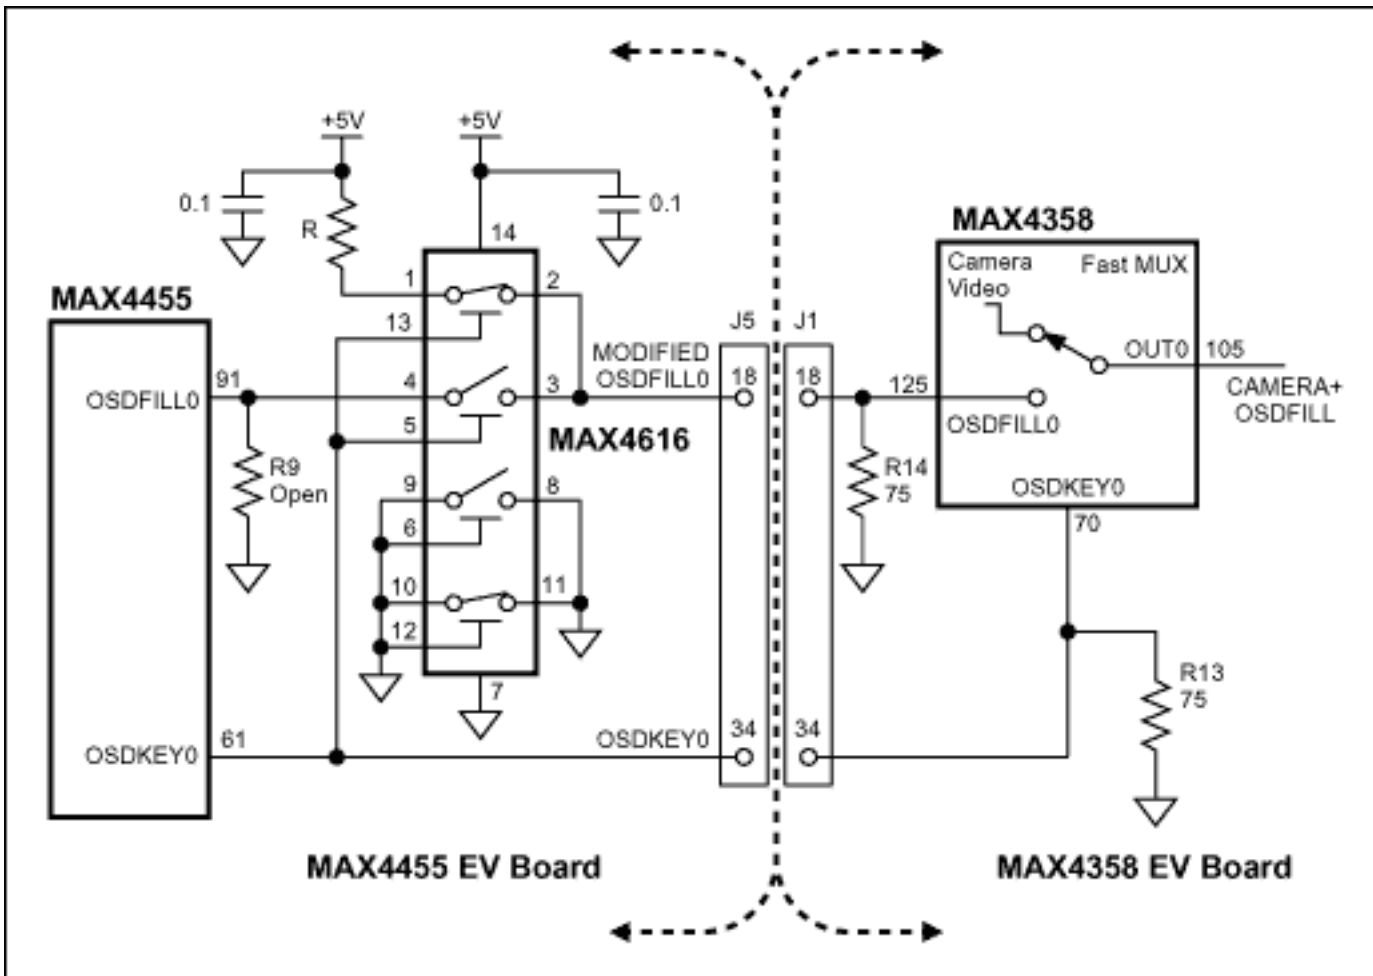 +5V
+5V
0.1
R
0.1
14
MAX4358
Camera
Video
Fast MUX
MAX4455
1
2
13
J5
J1
OUT0
105
MODIFIED
OSDFILL0
91
4
3
18
18
125
CAMERA+
OSDFILL
OSDFILL0
OSDFILL0
5
MAX4616
R9
Open
R14
75
9
8
OSDKEY0
6
70
10
11
12
R13
75
7
OSDKEY0
61
OSDKEY0
34
34
MAX4455 EV Board
MAX4358 EV Board